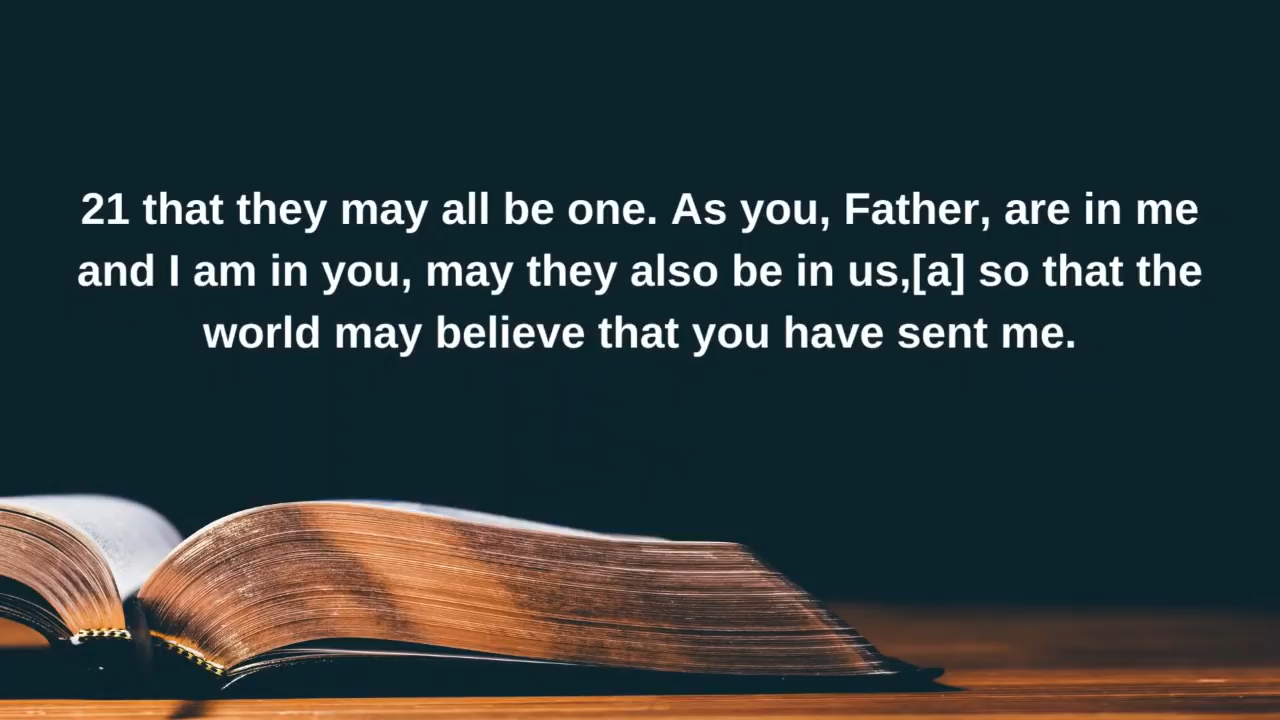 21 that they may all be one. As you, Father, are in me
and I am in you, may they also be in us,[a] so that the
world may believe that you have sent me.